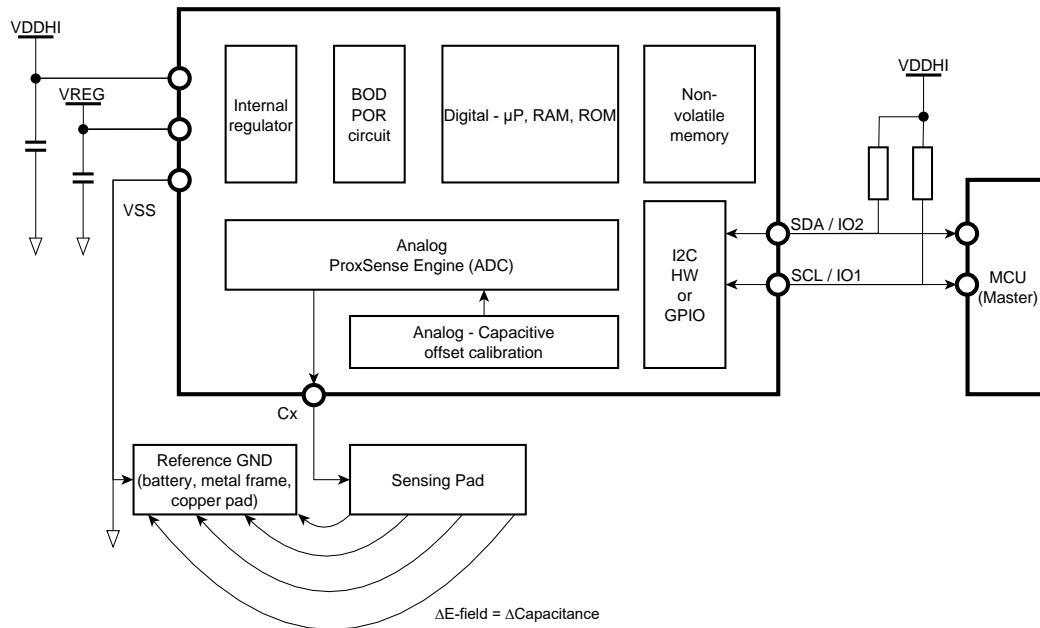 VDDHI
VREG
VSS
Internal
regulator
BOD
POR
circuit
Digital - µP, RAM, ROM
Non-
volatile
memory
VDDHI
Analog
ProxSense Engine (ADC)
Analog - Capacitive
offset calibration
I2C
HW
or
GPIO
SDA / IO2
SCL / IO1
MCU
(Master)
Cx
Reference GND
(battery, metal frame,
copper pad)
Sensing Pad
ΔE-field = ΔCapacitance